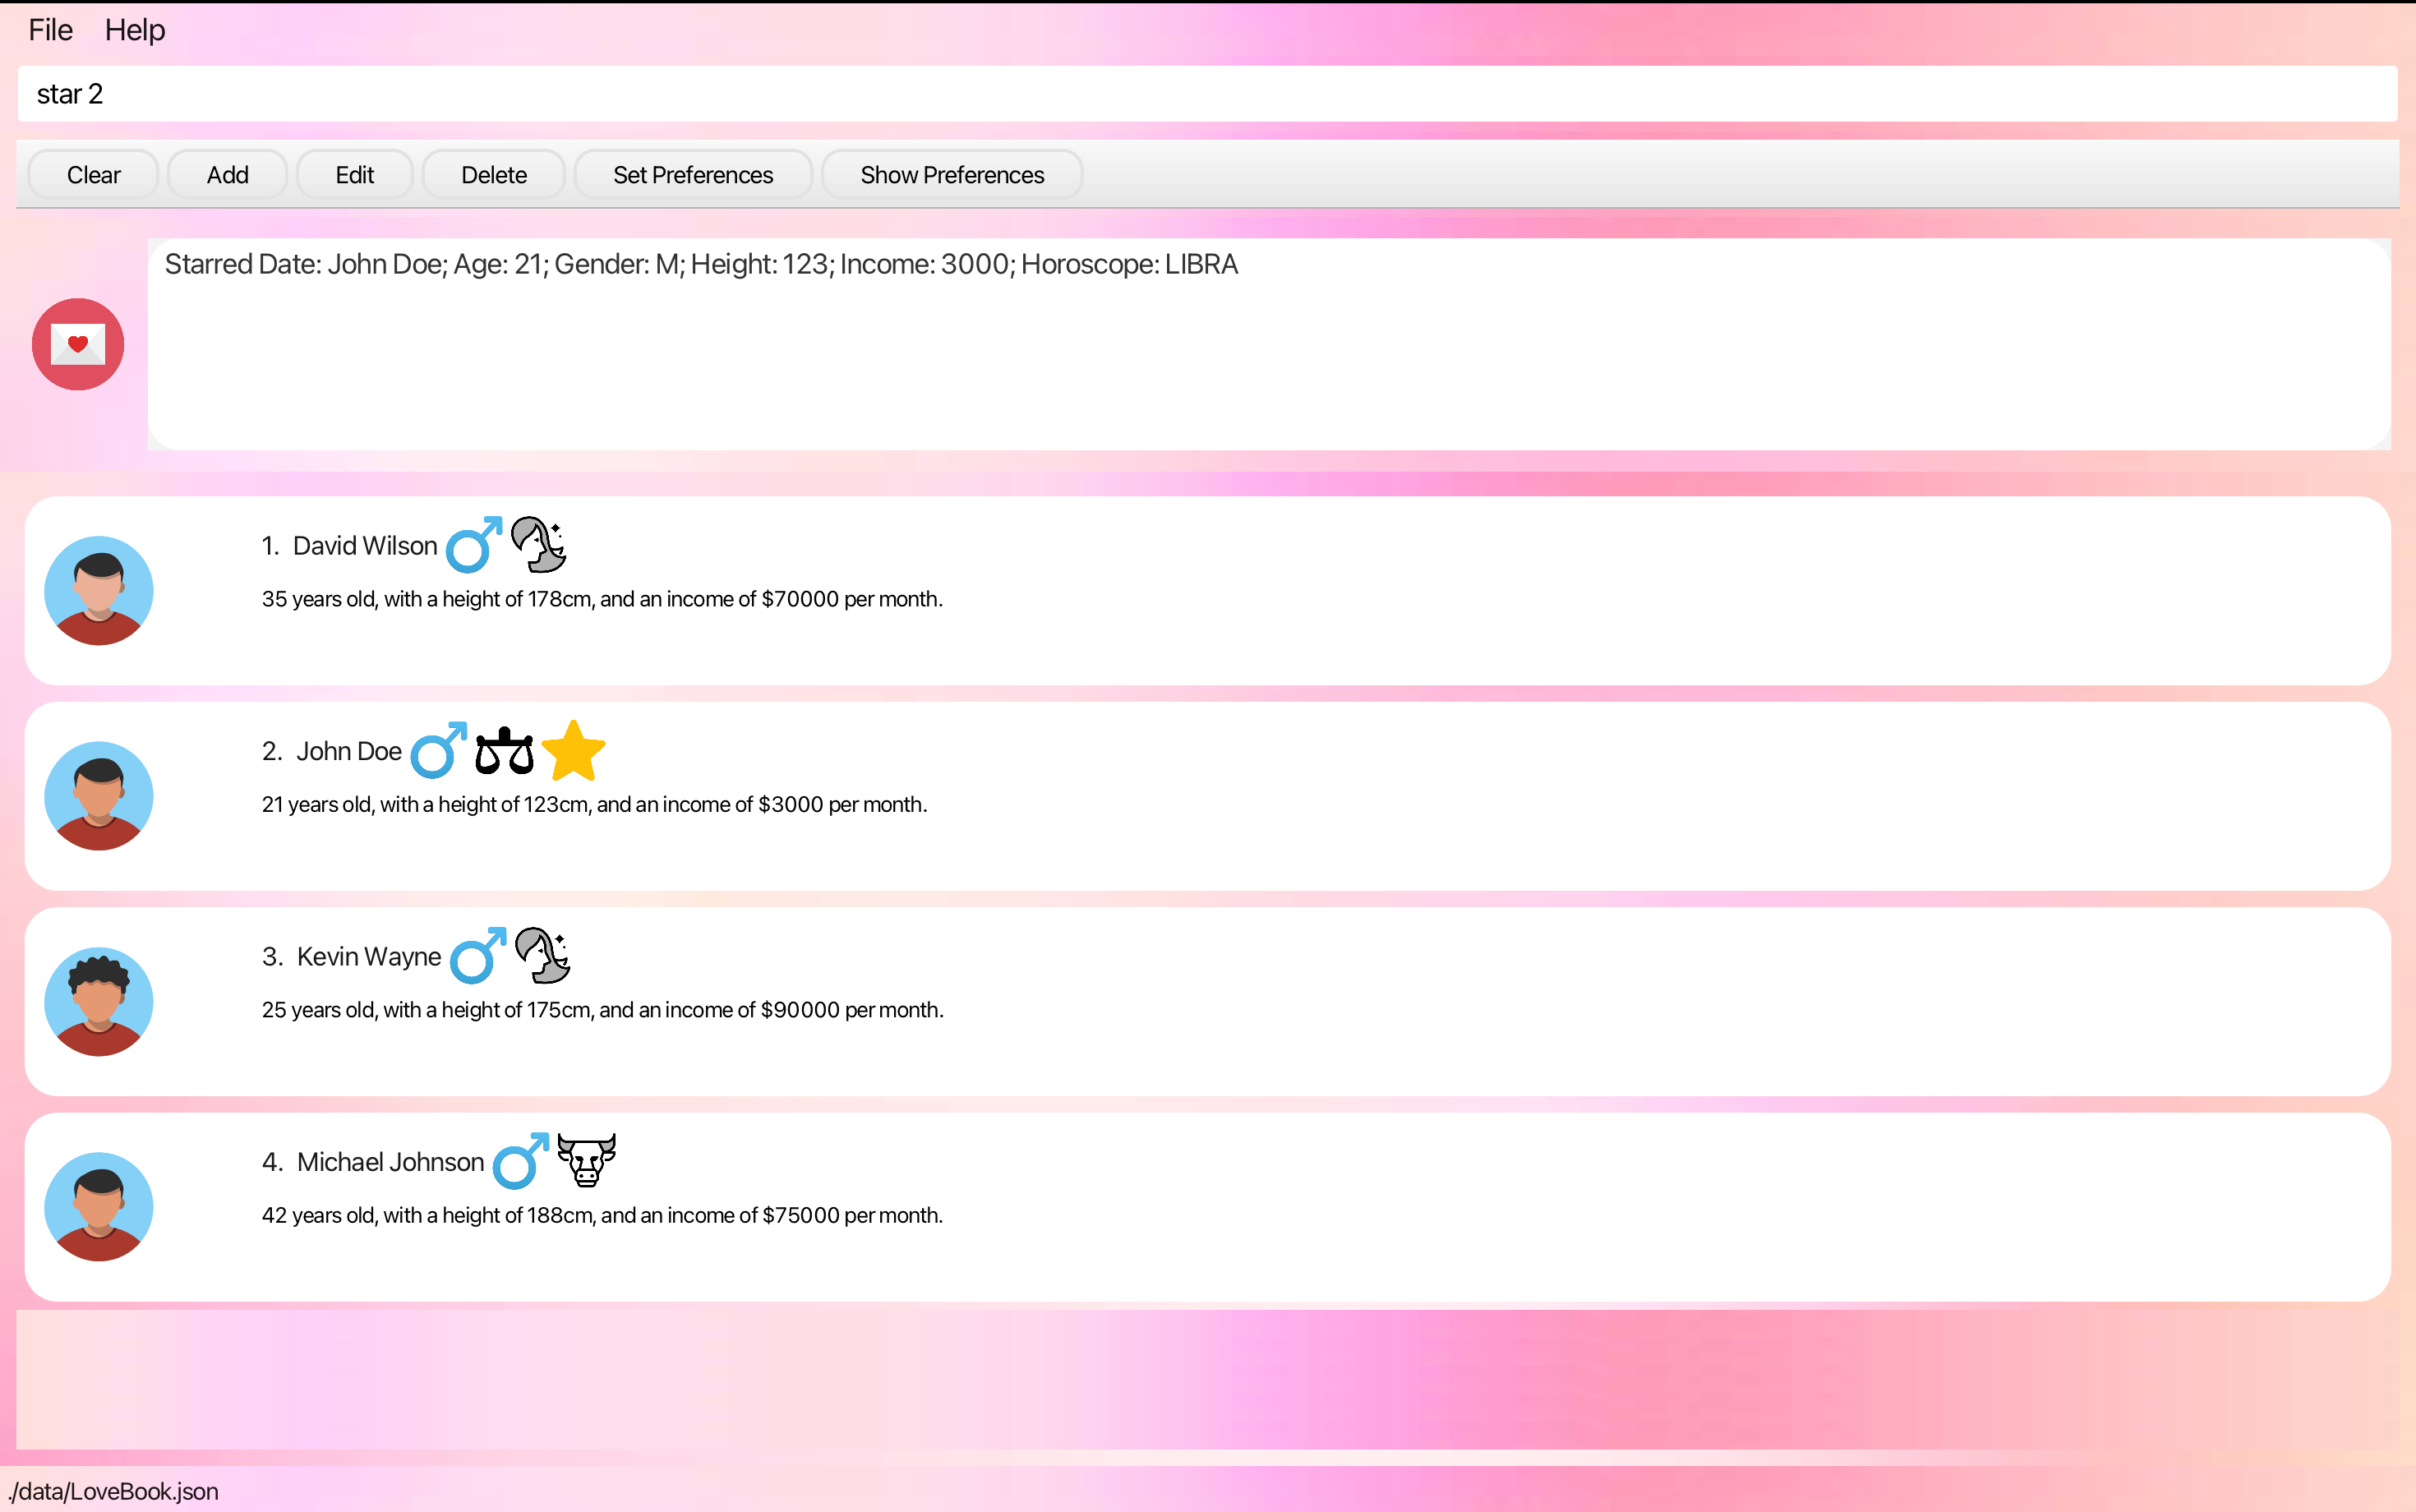 File Help
star 2
Clear Add Edit Delete Set Preferences Show Preferences
Starred Date: John Doe; Age: 21; Gender: M; Height: 123; Income: 3000; Horoscope: LIBRA
1. David Wilson
35 years old, with a height of 178cm, and an income of $70000 per month.
2. John Doe
21 years old, with a height of 123cm, and an income of $3000 per month.
3. Kevin Wayne
25 years old, with a height of 175cm, and an income of $90000 per month.
4. Michael Johnson
42 years old, with a height of 188cm, and an income of $75000 per month.
./data/LoveBook.json